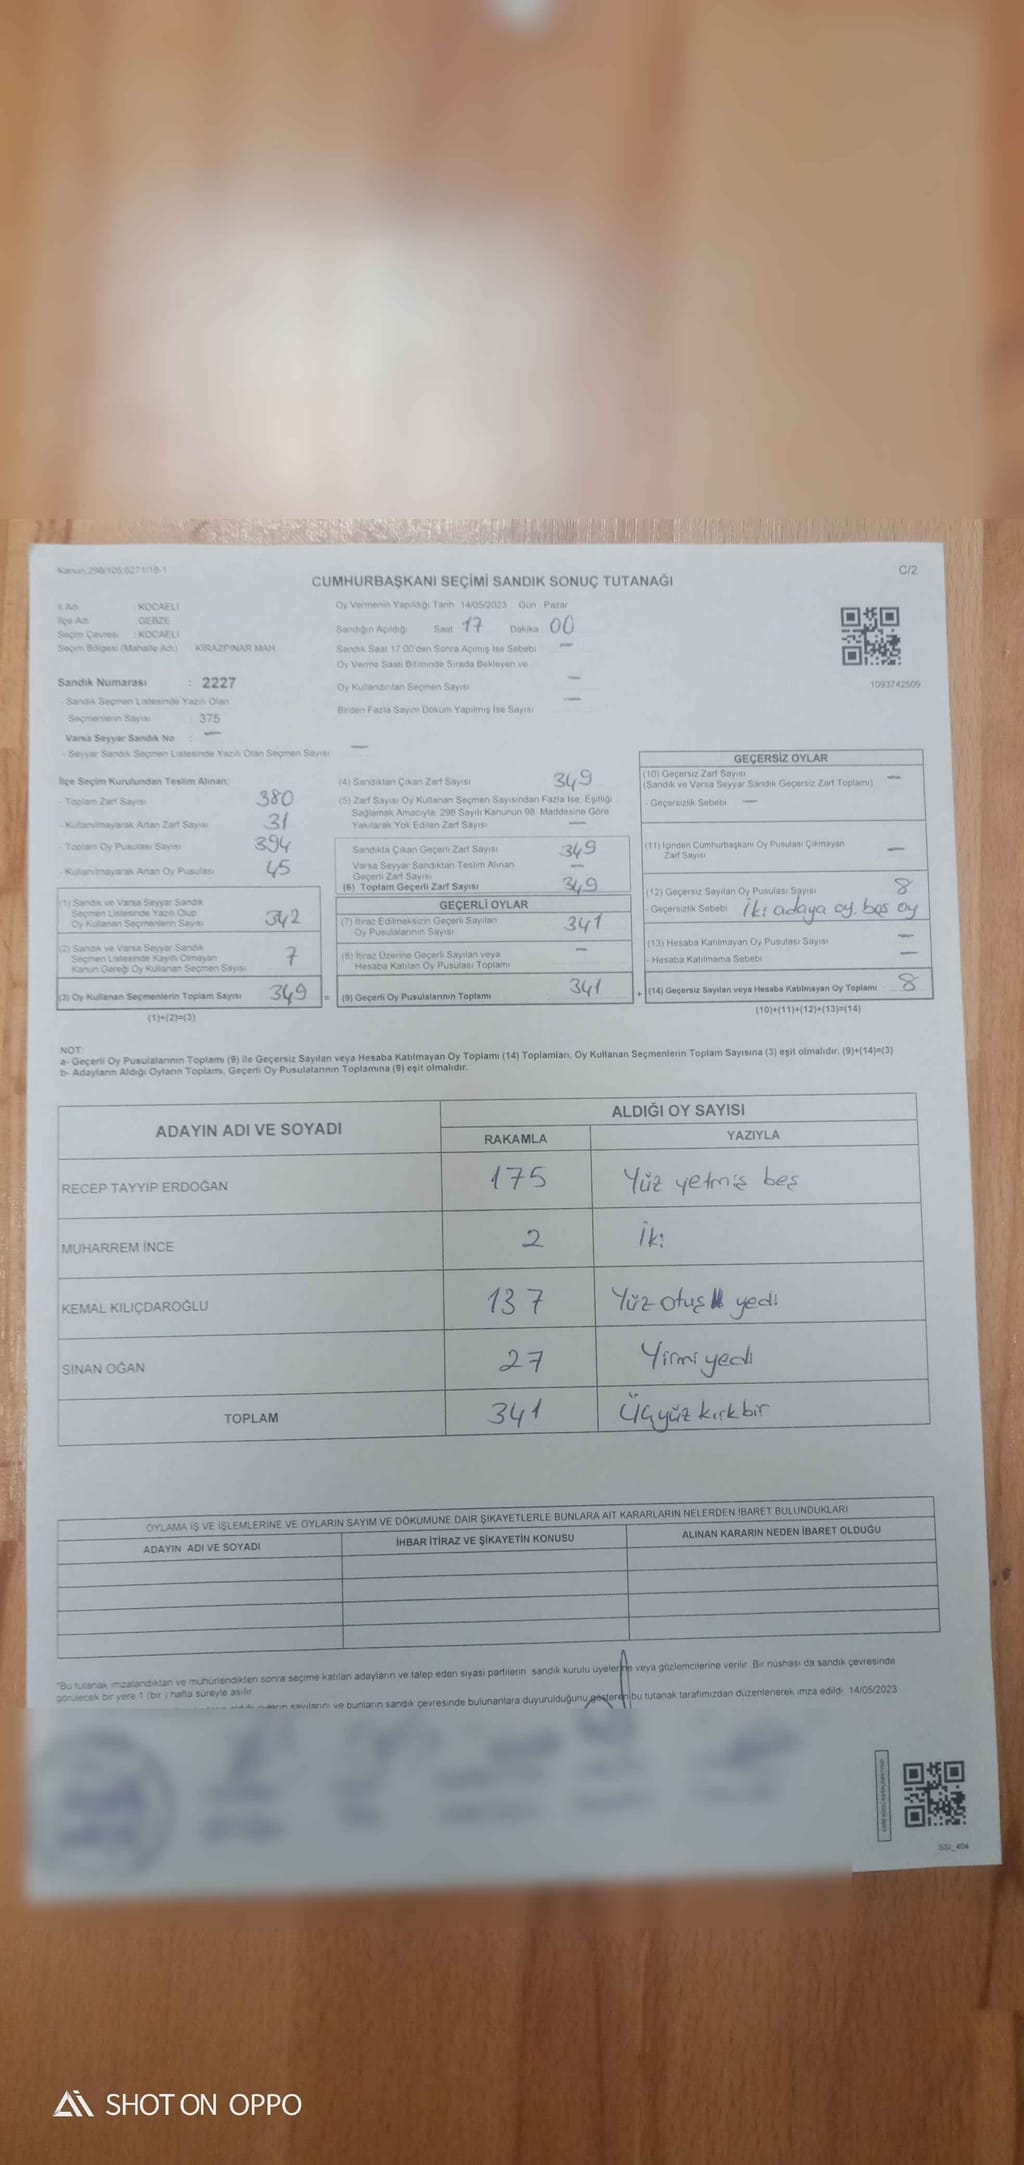 Kanun 298/105 6271/18-1
C/2
CUMHURBAŞKANI SEÇİMİ SANDIK SONUÇ TUTANAĞI
İl Adı KOCAELİ
İlçe Adı GEBZE
Seçim Çevresi : KOCAELİ
Seçim Bölgesi (Mahalle Adı) KİRAZPINAR MAH.
Sandık Numarası : 2227
- Sandık Seçmen Listesinde Yazılı Olan
Seçmenlerin Sayısı : 375
Varsa Seyyar Sandık No : —
- Seyyar Sandık Seçmen Listesinde Yazılı Olan Seçmen Sayısı —
Oy Vermenin Yapıldığı Tarih 14/05/2023 Gün Pazar
Sandığın Açıldığı Saat 17 Dakika 00
Sandık Saat 17:00'den Sonra Açılmış İse Sebebi —
Oy Verme Saati Bitiminde Sırada Bekleyen ve
Oy Kullandırılan Seçmen Sayısı —
Birden Fazla Sayım Döküm Yapılmış İse Sayısı —
1093742509
İlçe Seçim Kurulundan Teslim Alınan;
- Toplam Zarf Sayısı 380
- Kullanılmayarak Artan Zarf Sayısı 31
- Toplam Oy Pusulası Sayısı 394
- Kullanılmayarak Artan Oy Pusulası 45
(1) Sandık ve Varsa Seyyar Sandık
Seçmen Listesinde Yazılı Olup
Oy Kullanan Seçmenlerin Sayısı 342
(2) Sandık ve Varsa Seyyar Sandık
Seçmen Listesinde Kayıtlı Olmayan
Kanun Gereği Oy Kullanan Seçmen Sayısı 7
(3) Oy Kullanan Seçmenlerin Toplam Sayısı 349 =
(1)+(2)=(3)
(4) Sandıktan Çıkan Zarf Sayısı 349
(5) Zarf Sayısı Oy Kullanan Seçmen Sayısından Fazla İse, Eşitliği
Sağlamak Amacıyla, 298 Sayılı Kanunun 98. Maddesine Göre
Yakılarak Yok Edilen Zarf Sayısı —
Sandıkta Çıkan Geçerli Zarf Sayısı 349
Varsa Seyyar Sandıktan Teslim Alınan
Geçerli Zarf Sayısı —
(6) Toplam Geçerli Zarf Sayısı 349
GEÇERLİ OYLAR
(7) İtiraz Edilmeksizin Geçerli Sayılan
Oy Pusulalarının Sayısı 341
(8) İtiraz Üzerine Geçerli Sayılan veya
Hesaba Katılan Oy Pusulası Toplamı —
(9) Geçerli Oy Pusulalarının Toplamı 341 +
GEÇERSİZ OYLAR
(10) Geçersiz Zarf Sayısı
(Sandık ve Varsa Seyyar Sandık Geçersiz Zarf Toplamı) —
- Geçersizlik Sebebi —
(11) İçinden Cumhurbaşkanı Oy Pusulası Çıkmayan
Zarf Sayısı —
(12) Geçersiz Sayılan Oy Pusulası Sayısı 8
- Geçersizlik Sebebi İki adaya oy, boş oy
(13) Hesaba Katılmayan Oy Pusulası Sayısı —
- Hesaba Katılmama Sebebi —
(14) Geçersiz Sayılan veya Hesaba Katılmayan Oy Toplamı 8
(10)+(11)+(12)+(13)=(14)
NOT:
a- Geçerli Oy Pusulalarının Toplamı (9) ile Geçersiz Sayılan veya Hesaba Katılmayan Oy Toplamı (14) Toplamları, Oy Kullanan Seçmenlerin Toplam Sayısına (3) eşit olmalıdır. (9)+(14)=(3)
b- Adayların Aldığı Oyların Toplamı, Geçerli Oy Pusulalarının Toplamına (9) eşit olmalıdır.
ADAYIN ADI VE SOYADI ALDIĞI OY SAYISI
RAKAMLA YAZIYLA
RECEP TAYYİP ERDOĞAN 175 Yüz yetmiş beş
MUHARREM İNCE 2 İki
KEMAL KILIÇDAROĞLU 137 Yüz otuz yedi
SİNAN OĞAN 27 Yirmi yedi
TOPLAM 341 Üçyüz kırk bir
OYLAMA İŞ VE İŞLEMLERİNE VE OYLARIN SAYIM VE DÖKÜMÜNE DAİR ŞİKAYETLERLE BUNLARA AİT KARARLARIN NELERDEN İBARET BULUNDUKLARI
ADAYIN ADI VE SOYADI İHBAR İTİRAZ VE ŞİKAYETİN KONUSU ALINAN KARARIN NEDEN İBARET OLDUĞU
*Bu tutanak imzalandıktan ve mühürlendikten sonra seçime katılan adayların ve talep eden siyasi partilerin sandık kurulu üyelerine veya gözlemcilerine verilir. Bir nüshası da sandık çevresinde
görülecek bir yere 1 (bir) hafta süreyle asılır.
sayılarını ve bunların sandık çevresinde bulunanlara duyurulduğunu gösteren bu tutanak tarafımızdan düzenlenerek imza edildi. 14/05/2023
SSI_404
SHOT ON OPPO